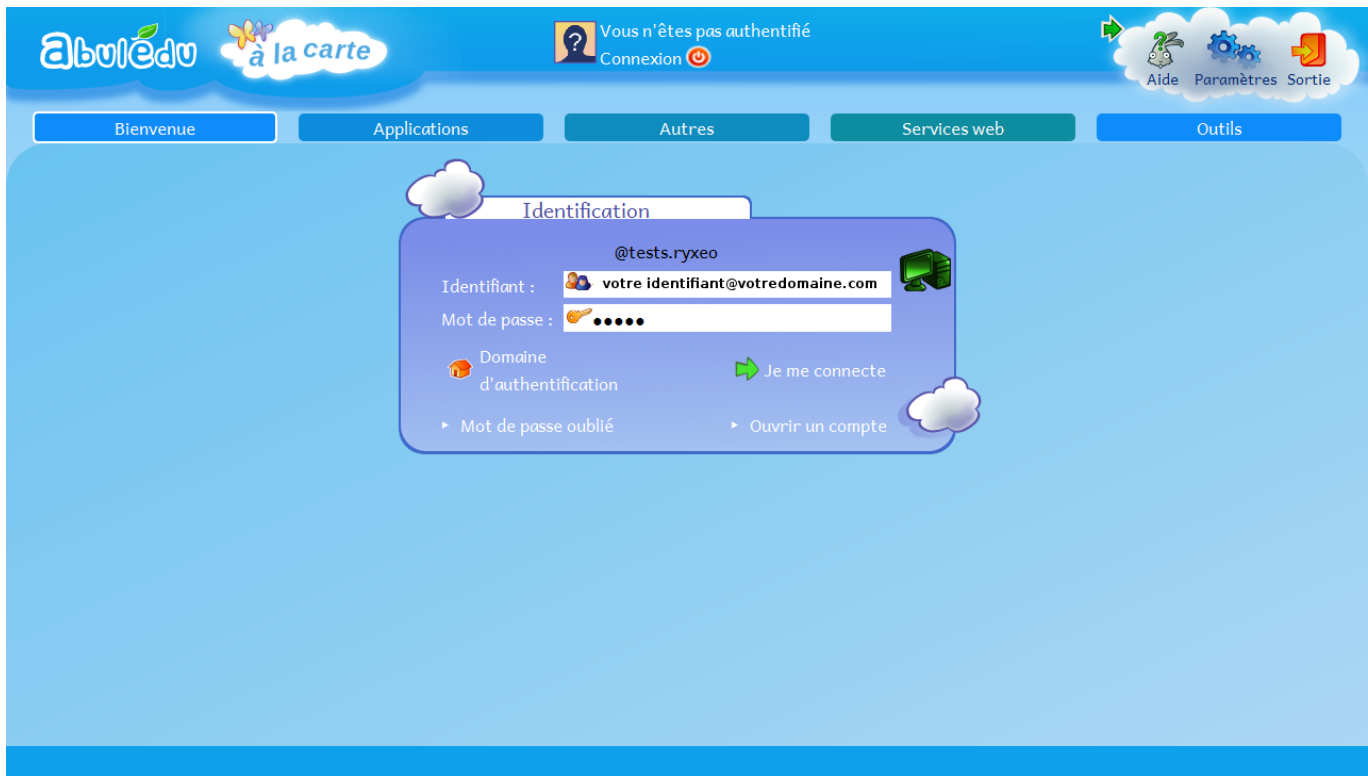 abulédu
à la carte
Vous n'êtes pas authentifié
Connexion
Aide Paramètres Sortie
Bienvenue Applications Autres Services web Outils
Identification
@tests.ryxeo
Identifiant : votre identifiant@votredomaine.com
Mot de passe : •••••
Domaine
d'authentification
Je me connecte
Mot de passe oublié
Ouvrir un compte